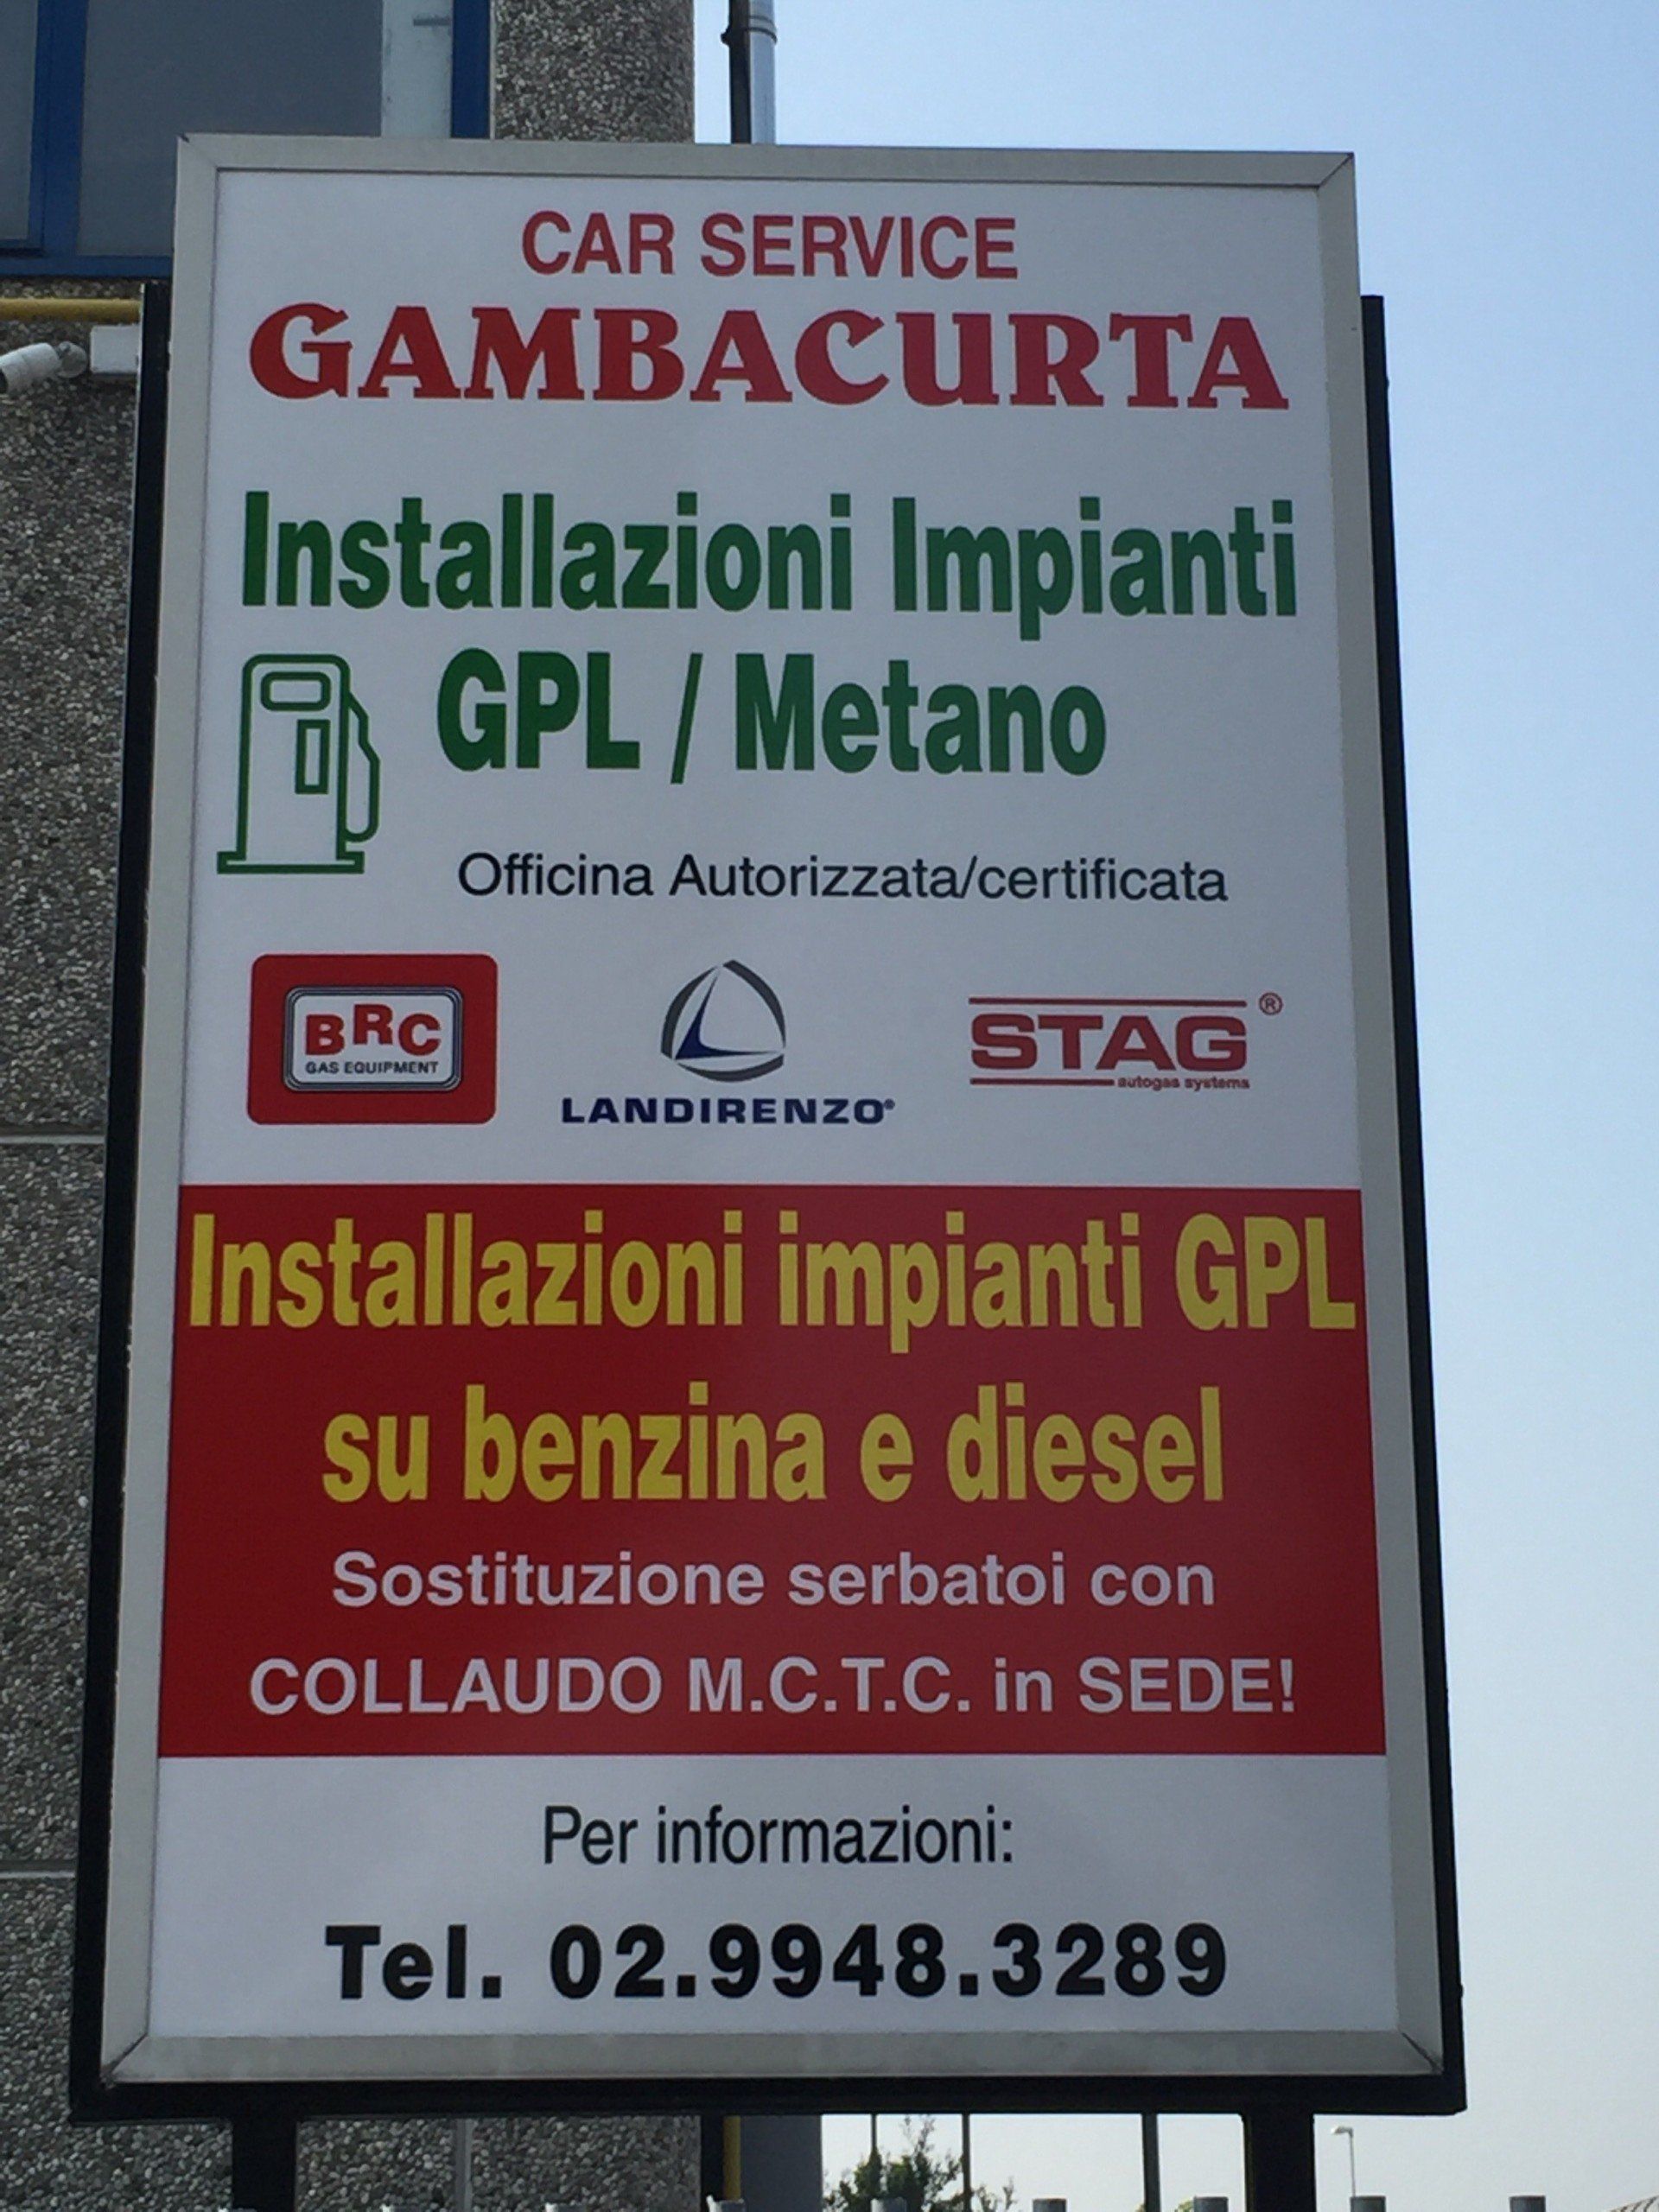 CAR SERVICE
GAMBACURTA
Installazioni Impianti
GPL / Metano
Officina Autorizzata/certificata
BRC
GAS EQUIPMENT
LANDIRENZO®
STAG®
autogas systems
Installazioni impianti GPL
su benzina e diesel
Sostituzione serbatoi con
COLLAUDO M.C.T.C. in SEDE!
Per informazioni:
Tel. 02.9948.3289